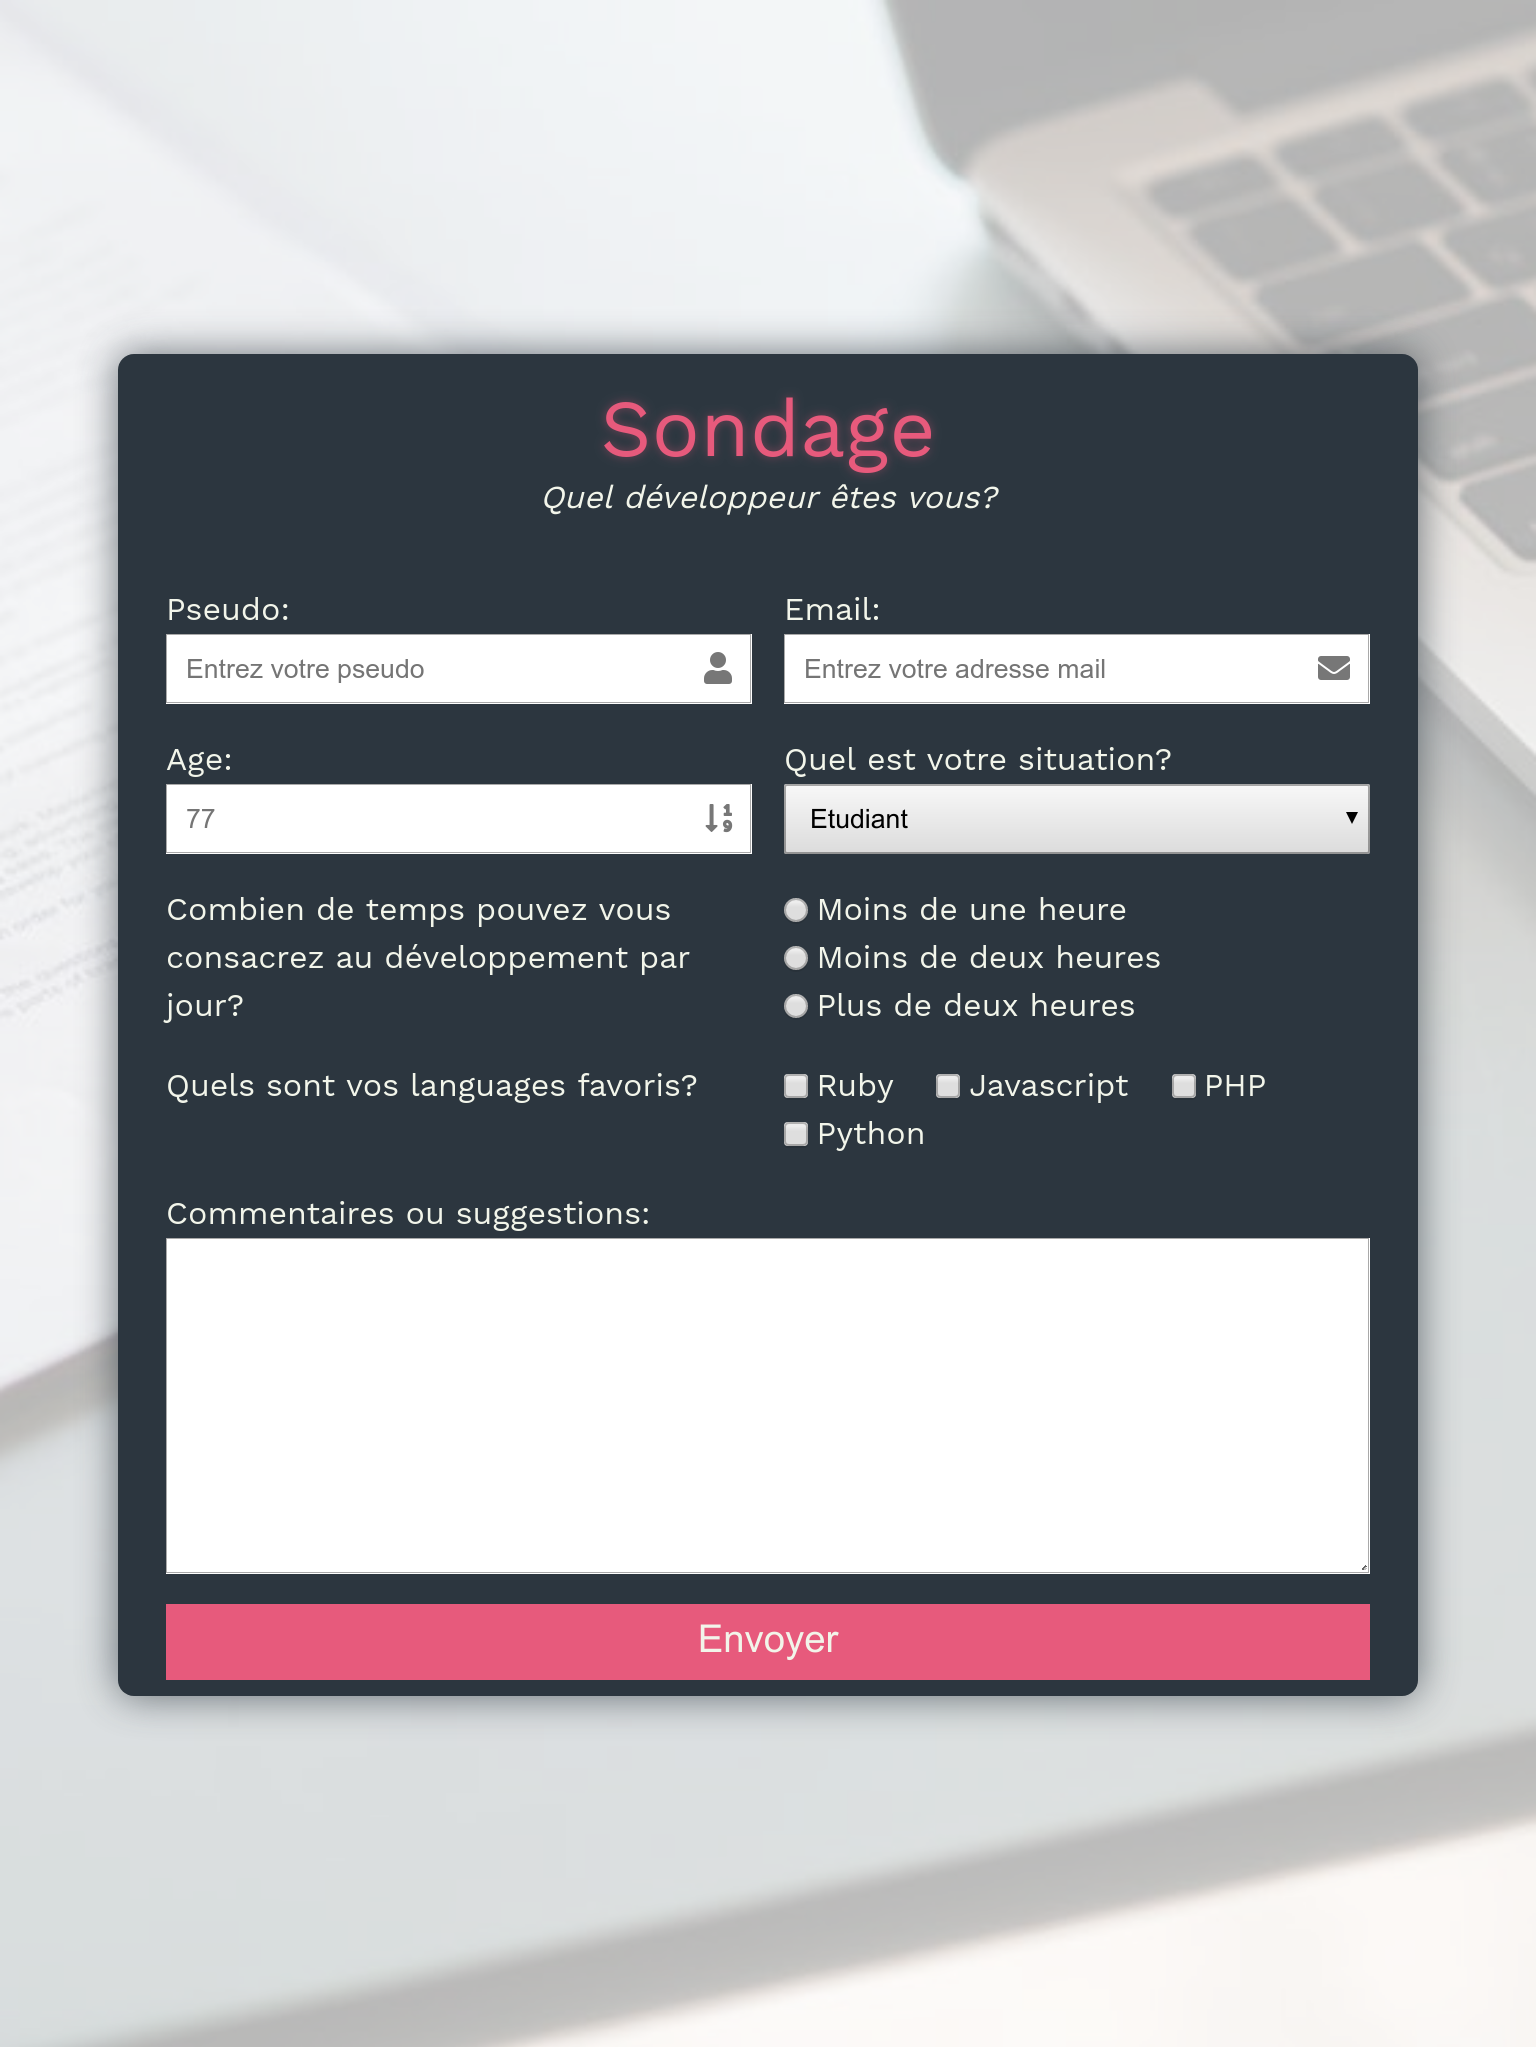 Sondage
Quel développeur êtes vous?
Pseudo:
Email:
Entrez votre pseudo
Entrez votre adresse mail
Age:
Quel est votre situation?
77
Etudiant
Combien de temps pouvez vous
consacrez au développement par
jour?
Moins de une heure
Moins de deux heures
Plus de deux heures
Quels sont vos languages favoris?
Ruby Javascript PHP
Python
Commentaires ou suggestions:
Envoyer